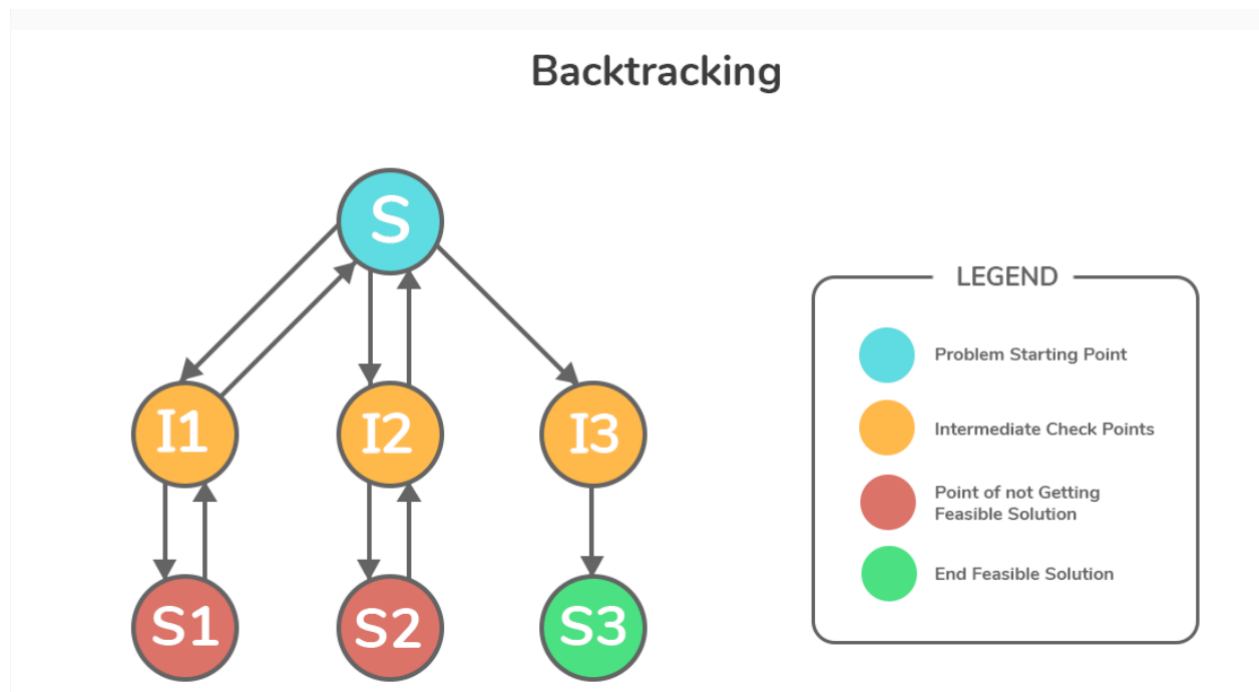 Backtracking
S
I1
I2
I3
S1
S2
S3
LEGEND
Problem Starting Point
Intermediate Check Points
Point of not Getting
Feasible Solution
End Feasible Solution